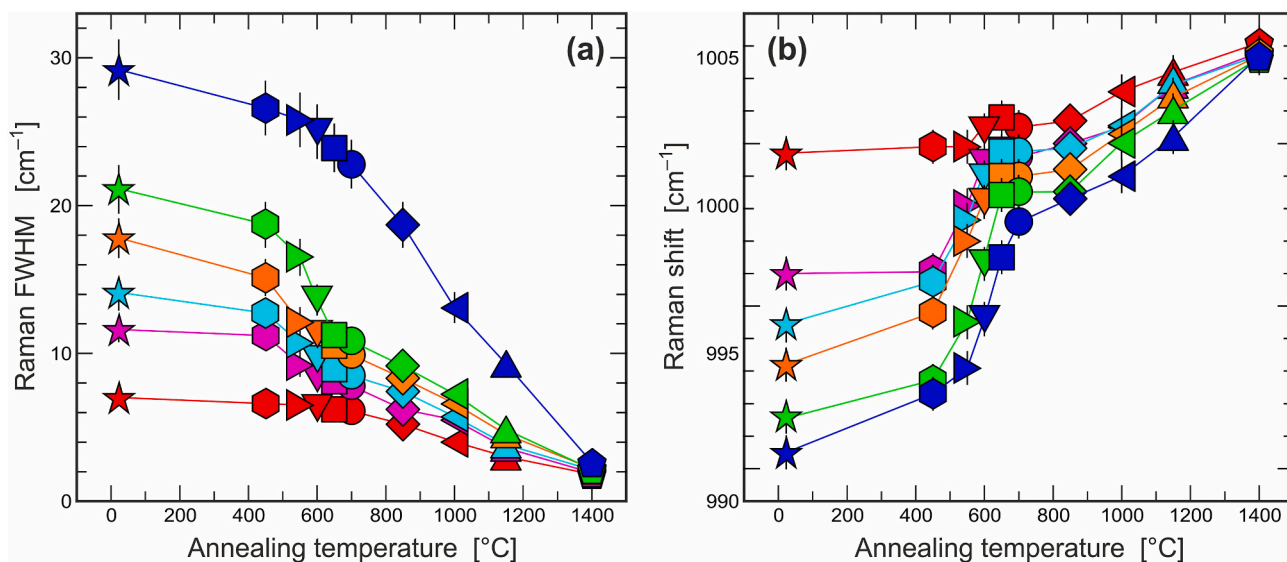 (a)
30
20
10
0
Raman FWHM [cm⁻¹]
0 200 400 600 800 1000 1200 1400
Annealing temperature [°C]
(b)
1005
1000
995
990
Raman shift [cm⁻¹]
0 200 400 600 800 1000 1200 1400
Annealing temperature [°C]